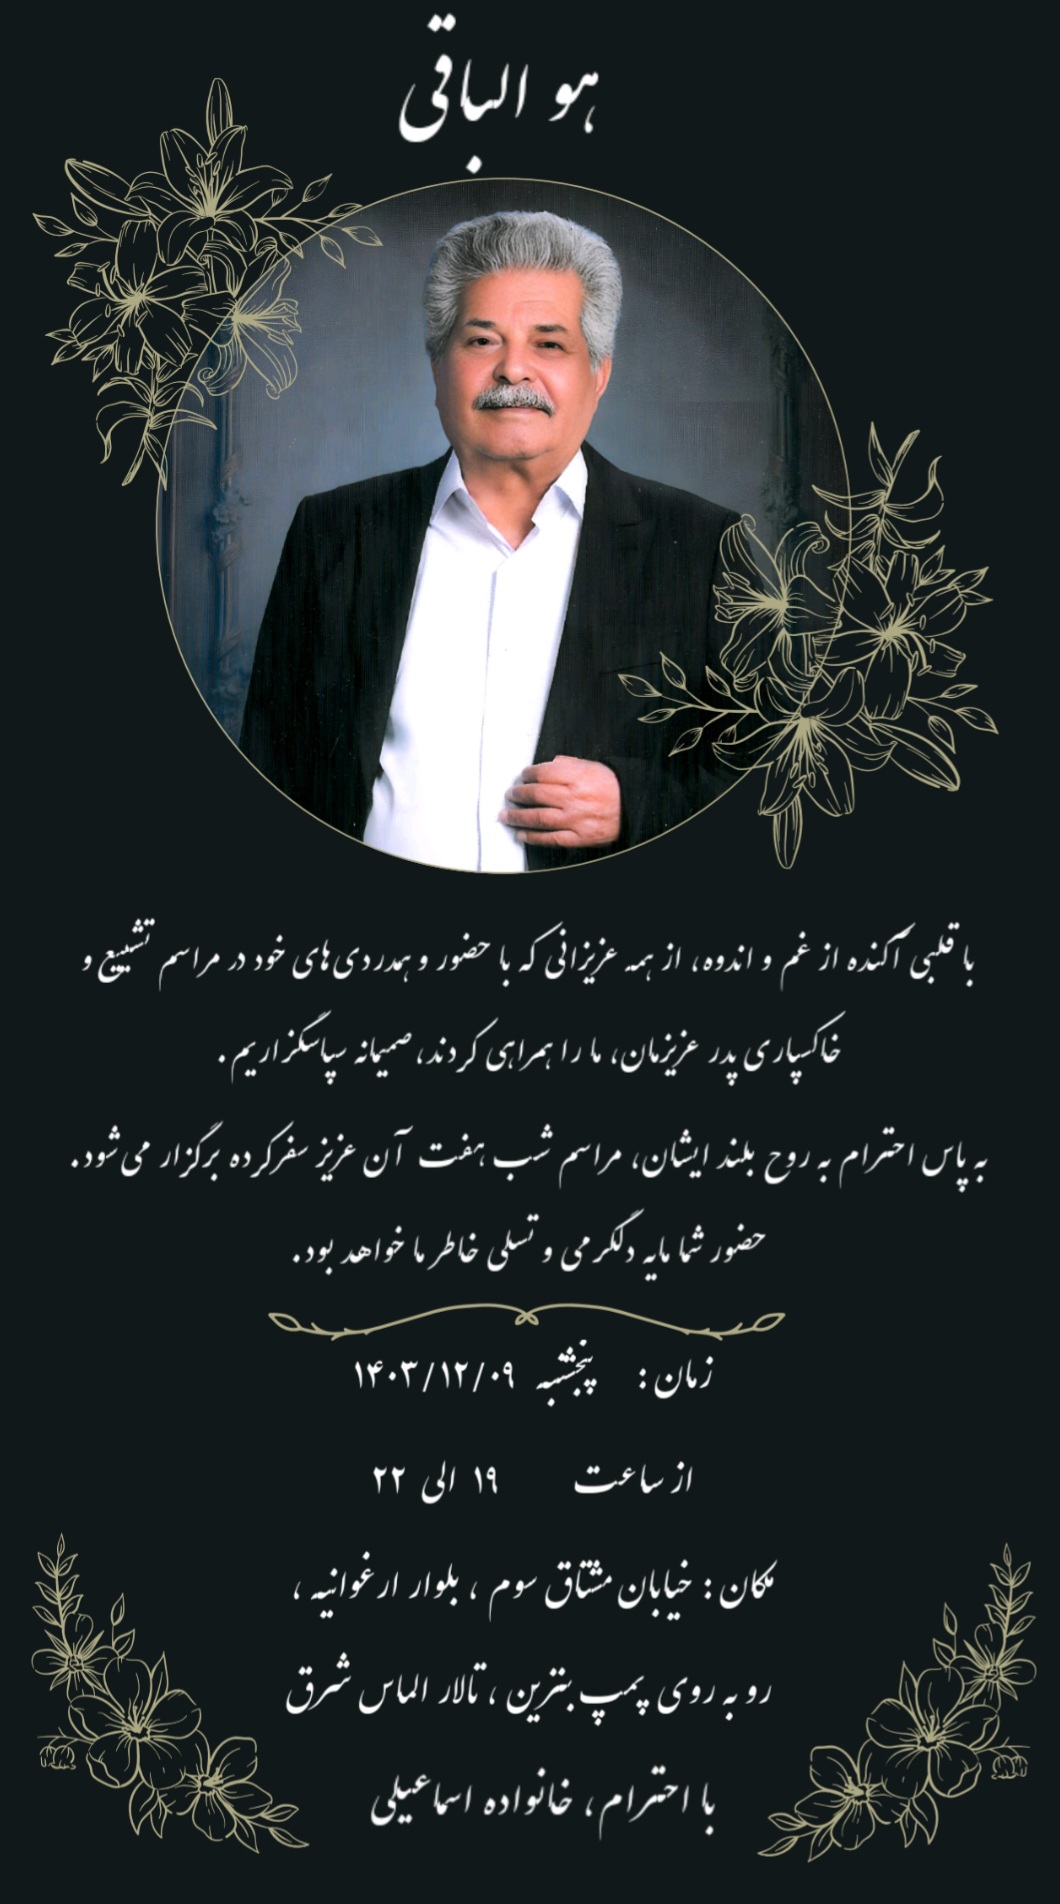 هو الباقی
با قلبی آکنده از غم و اندوه، از همه عزیزانی که با حضور و همدردی‌های خود در مراسم تشییع و
خاکسپاری پدر عزیزمان، ما را همراهی کردند، صمیمانه سپاسگزاریم.
به پاس احترام به روح بلند ایشان، مراسم شب هفت آن عزیز سفرکرده برگزار می‌شود.
حضور شما مایه دلگرمی و تسلی خاطر ما خواهد بود.
زمان: پنجشنبه ۱۴۰۳/۱۲/۰۹
از ساعت ۱۹ الی ۲۲
مکان: خیابان مشتاق سوم، بلوار ارغوانیه،
رو به روی پمپ بنزین، تالار الماس شرق
با احترام، خانواده اسماعیلی